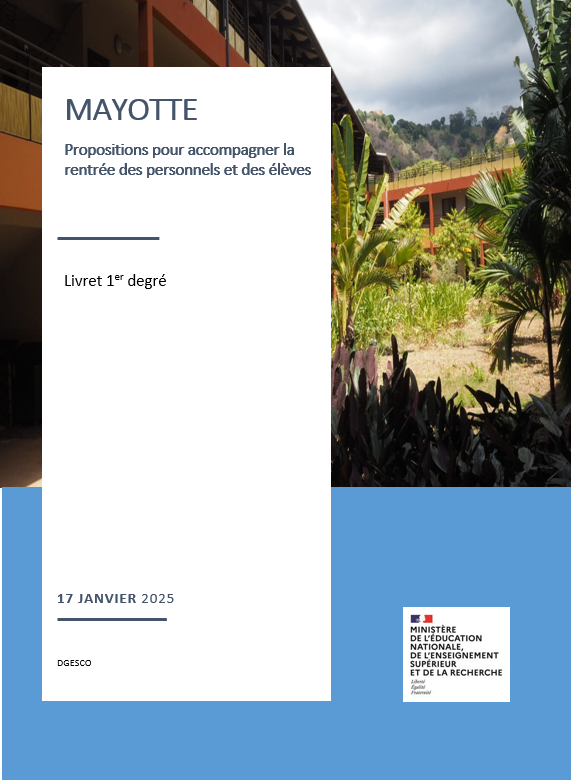 MAYOTTE
Propositions pour accompagner la
rentrée des personnels et des élèves
Livret 1er degré
17 JANVIER 2025
DGESCO
MINISTÈRE
DE L'ÉDUCATION
NATIONALE,
DE L'ENSEIGNEMENT
SUPÉRIEUR
ET DE LA RECHERCHE
Liberté
Égalité
Fraternité